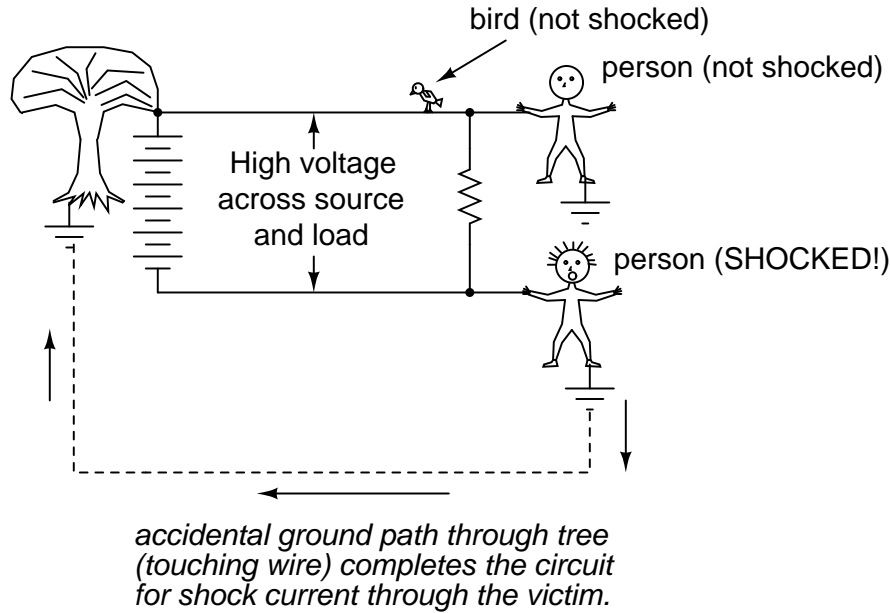 bird (not shocked)
person (not shocked)
High voltage
across source
and load
person (SHOCKED!)
accidental ground path through tree
(touching wire) completes the circuit
for shock current through the victim.